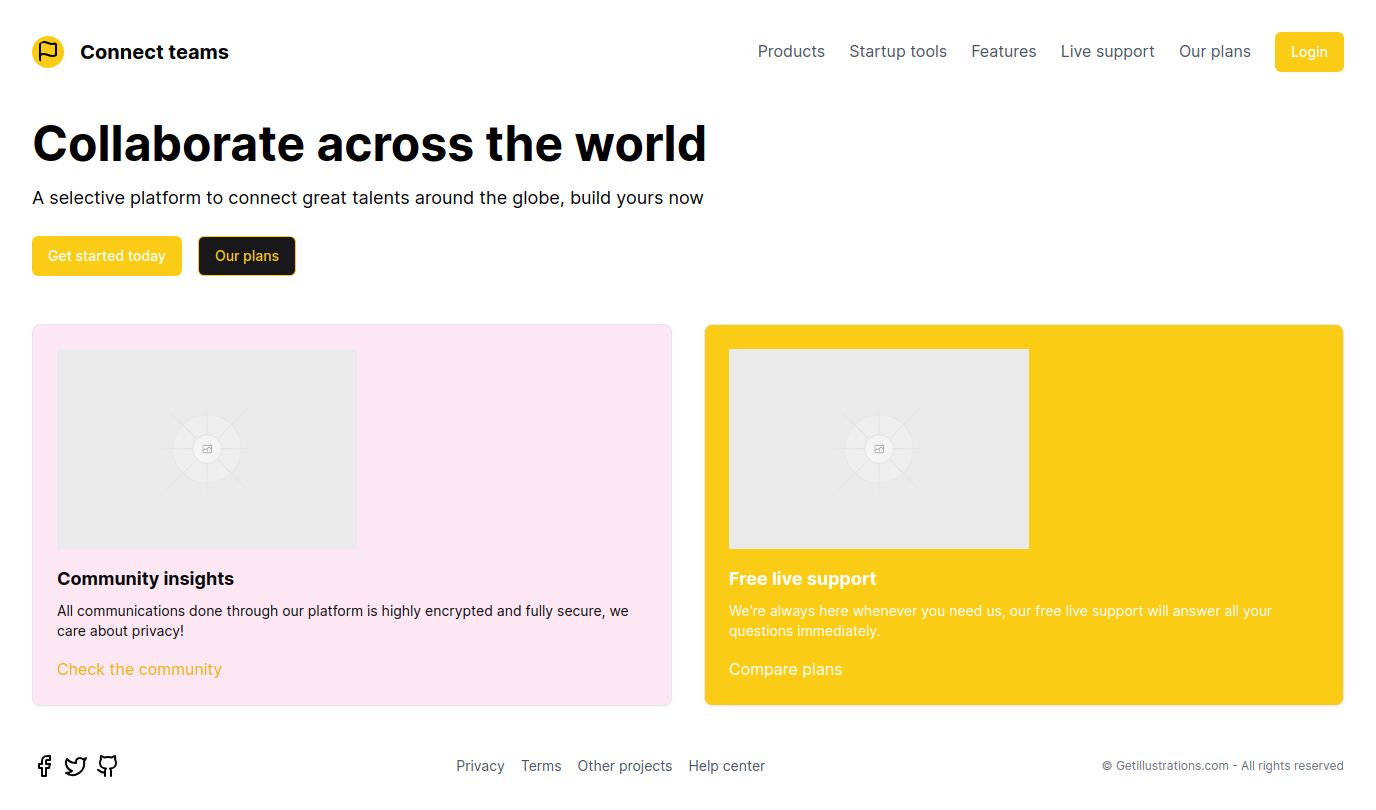 Connect teams
Products Startup tools Features Live support Our plans Login
Collaborate across the world
A selective platform to connect great talents around the globe, build yours now
Get started today Our plans
Community insights
All communications done through our platform is highly encrypted and fully secure, we
care about privacy!
Check the community
Free live support
We're always here whenever you need us, our free live support will answer all your
questions immediately.
Compare plans
Privacy Terms Other projects Help center
© Getillustrations.com - All rights reserved